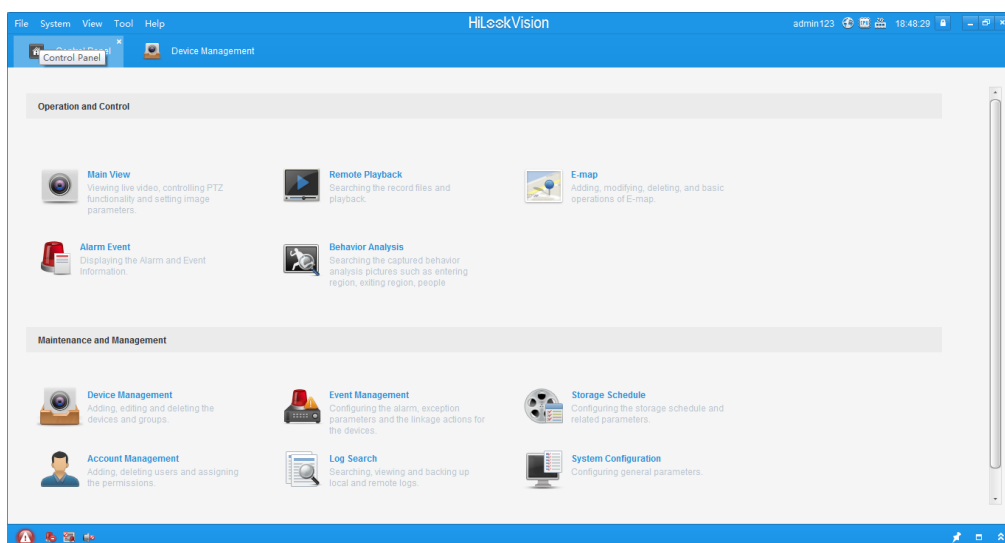 File System View Tool Help HiLookVision admin123 18:48:29
Control Panel Device Management
Control Panel
Operation and Control
Main View
Viewing live video, controlling PTZ
functionality and setting image
parameters.
Remote Playback
Searching the record files and
playback.
E-map
Adding, modifying, deleting, and basic
operations of E-map.
Alarm Event
Displaying the Alarm and Event
Information.
Behavior Analysis
Searching the captured behavior
analysis pictures such as entering
region, exiting region, people
Maintenance and Management
Device Management
Adding, editing and deleting the
devices and groups.
Event Management
Configuring the alarm, exception
parameters and the linkage actions for
the devices.
Storage Schedule
Configuring the storage schedule and
related parameters.
Account Management
Adding, deleting users and assigning
the permissions.
Log Search
Searching, viewing and backing up
local and remote logs.
System Configuration
Configuring general parameters.